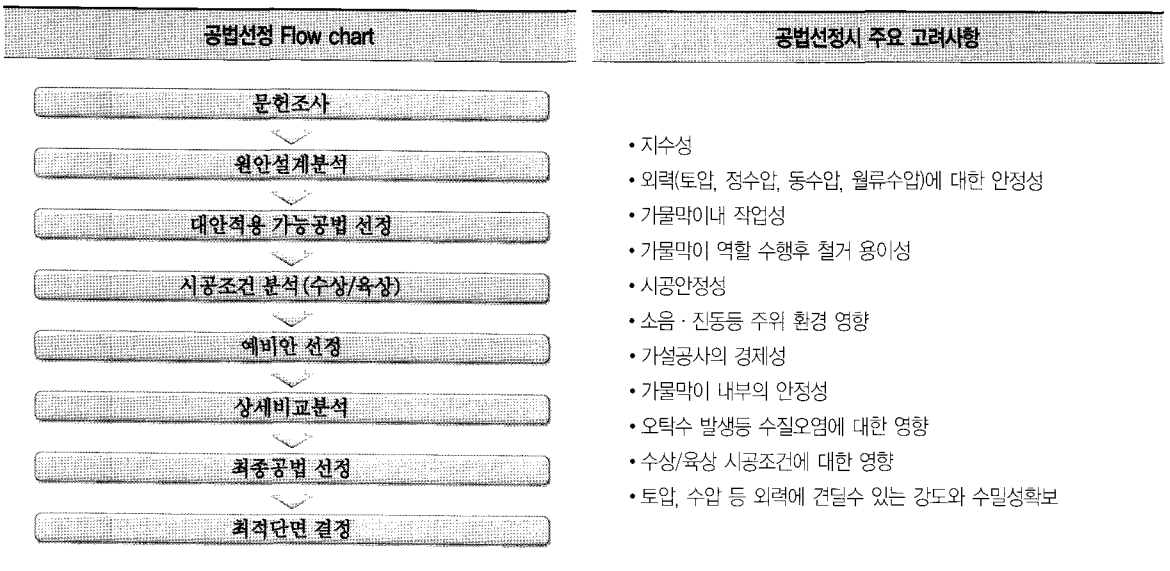 공법선정 Flow chart
문헌조사
원안설계분석
대안적용 가능공법 선정
시공조건 분석(수상/육상)
예비안 선정
상세비교분석
최종공법 선정
최적단면 결정
공법선정시 주요 고려사항
• 지수성
• 외력(토압, 정수압, 동수압, 월류수압)에 대한 안정성
• 가물막이내 작업성
• 가물막이 역할 수행후 철거 용이성
• 시공안정성
• 소음 · 진동등 주위 환경 영향
• 가설공사의 경제성
• 가물막이 내부의 안정성
• 오탁수 발생등 수질오염에 대한 영향
• 수상/육상 시공조건에 대한 영향
• 토압, 수압 등 외력에 견딜수 있는 강도와 수밀성확보